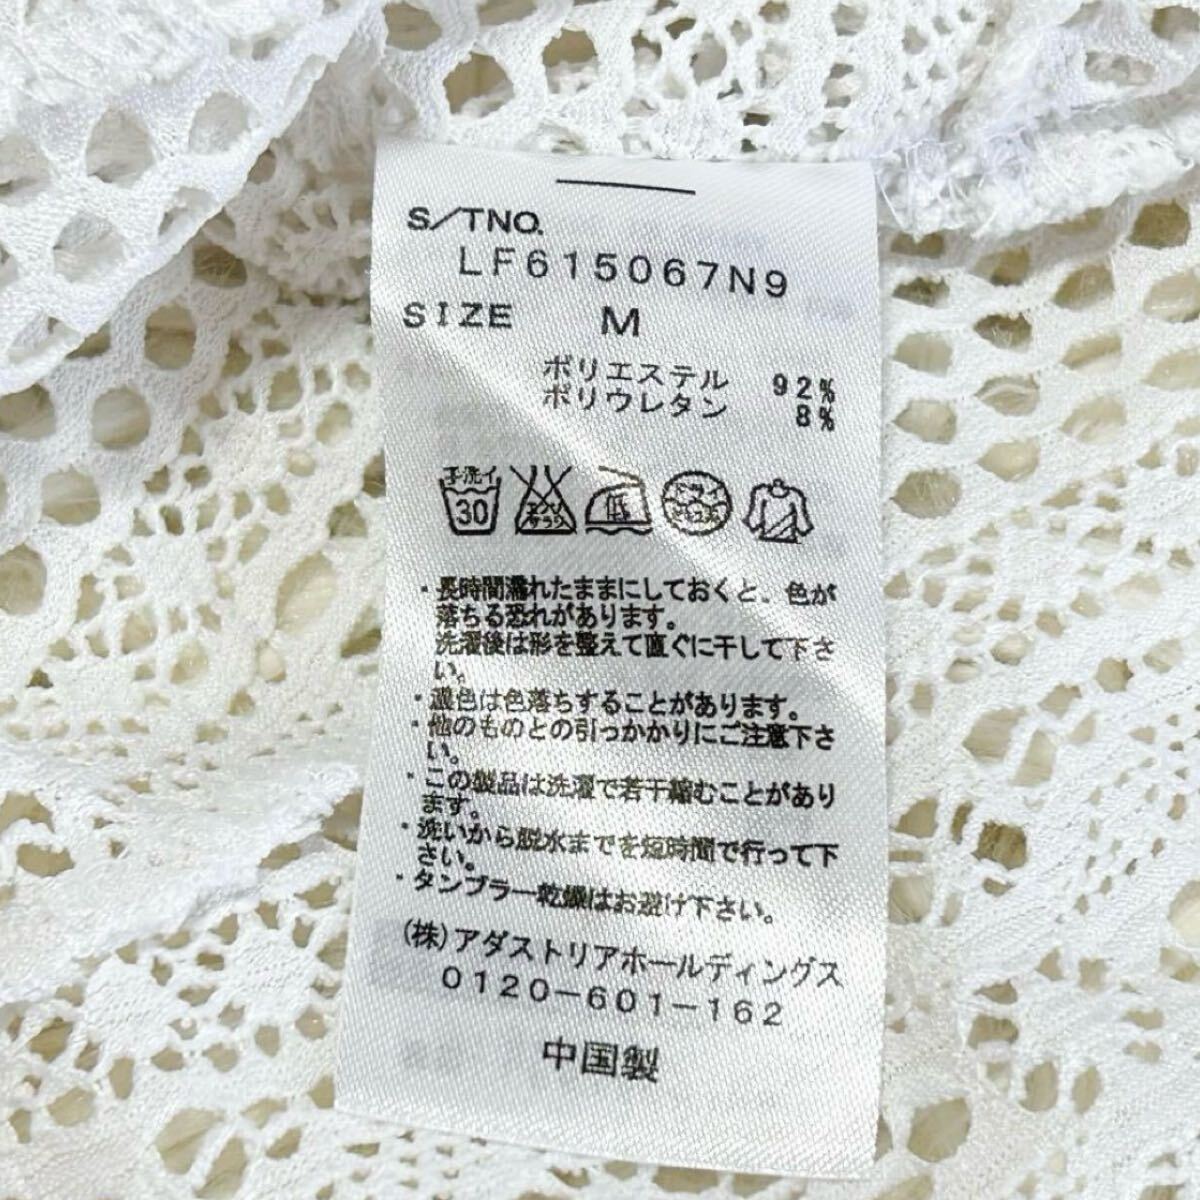 S/TNO.
LF615067N9
SIZE M
ポリエステル 92%
ポリウレタン 8%
手洗イ
30
エンソ
サラシ
低
・長時間濡れたままにしておくと、色が
落ちる恐れがあります。
洗濯後は形を整えて直ぐに干して下さ
い。
・濃色は色落ちすることがあります。
・他のものとの引っかかりにご注意下さ
い。
・この製品は洗濯で若干縮むことがあり
ます。
・洗いから脱水までを短時間で行って下
さい。
・タンブラー乾燥はお避け下さい。
(株)アダストリアホールディングス
0120-601-162
中国製